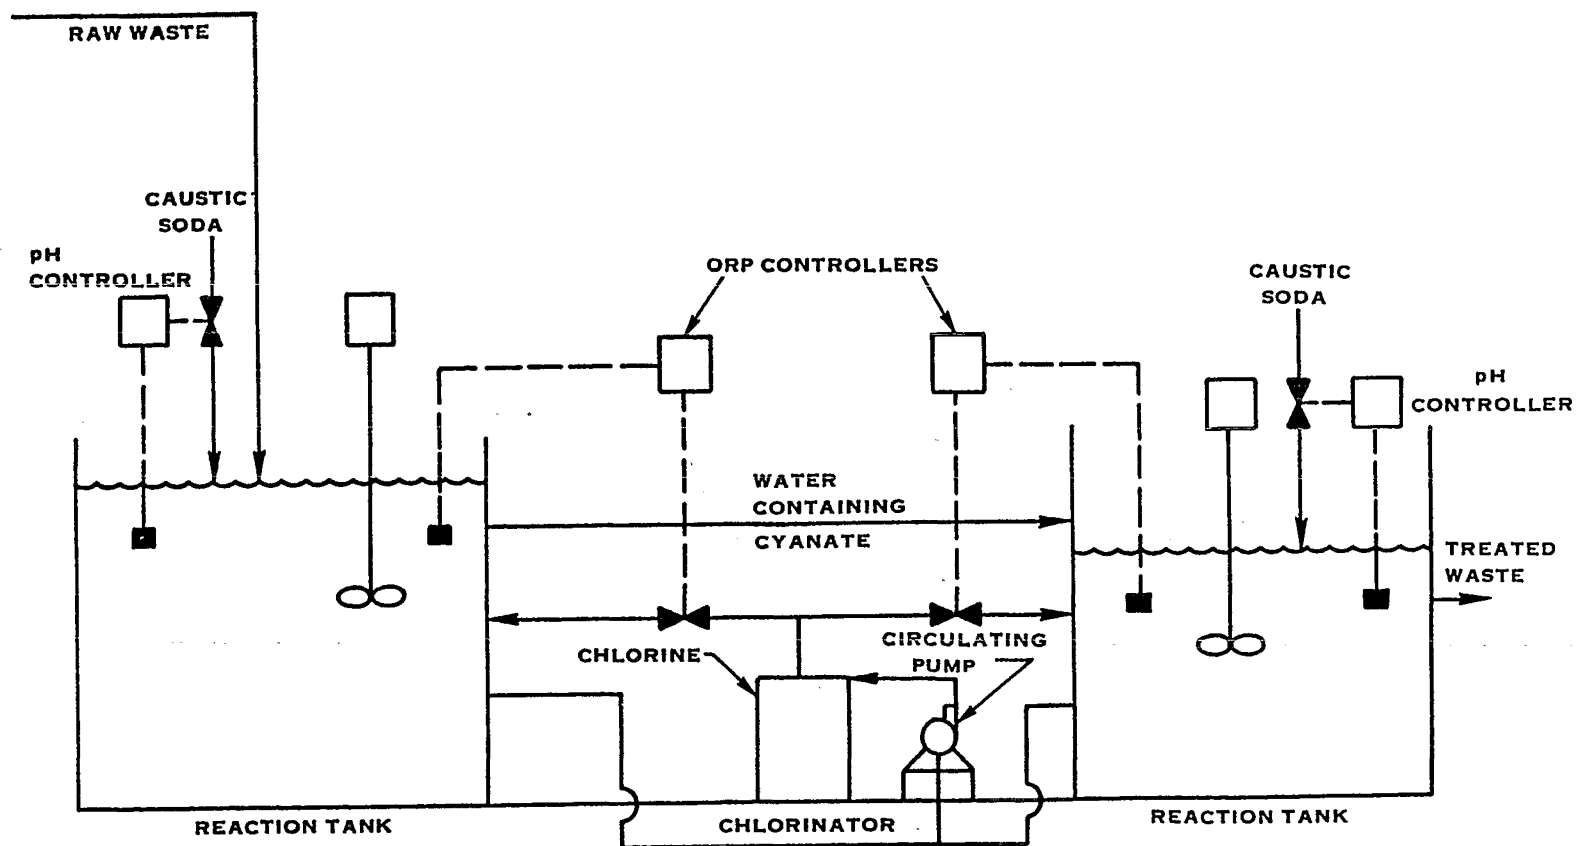 RAW WASTE
CAUSTIC
SODA
pH
CONTROLLER
ORP CONTROLLERS
CAUSTIC
SODA
pH
CONTROLLER
WATER
CONTAINING
CYANATE
TREATED
WASTE
CHLORINE
CIRCULATING
PUMP
REACTION TANK
CHLORINATOR
REACTION TANK